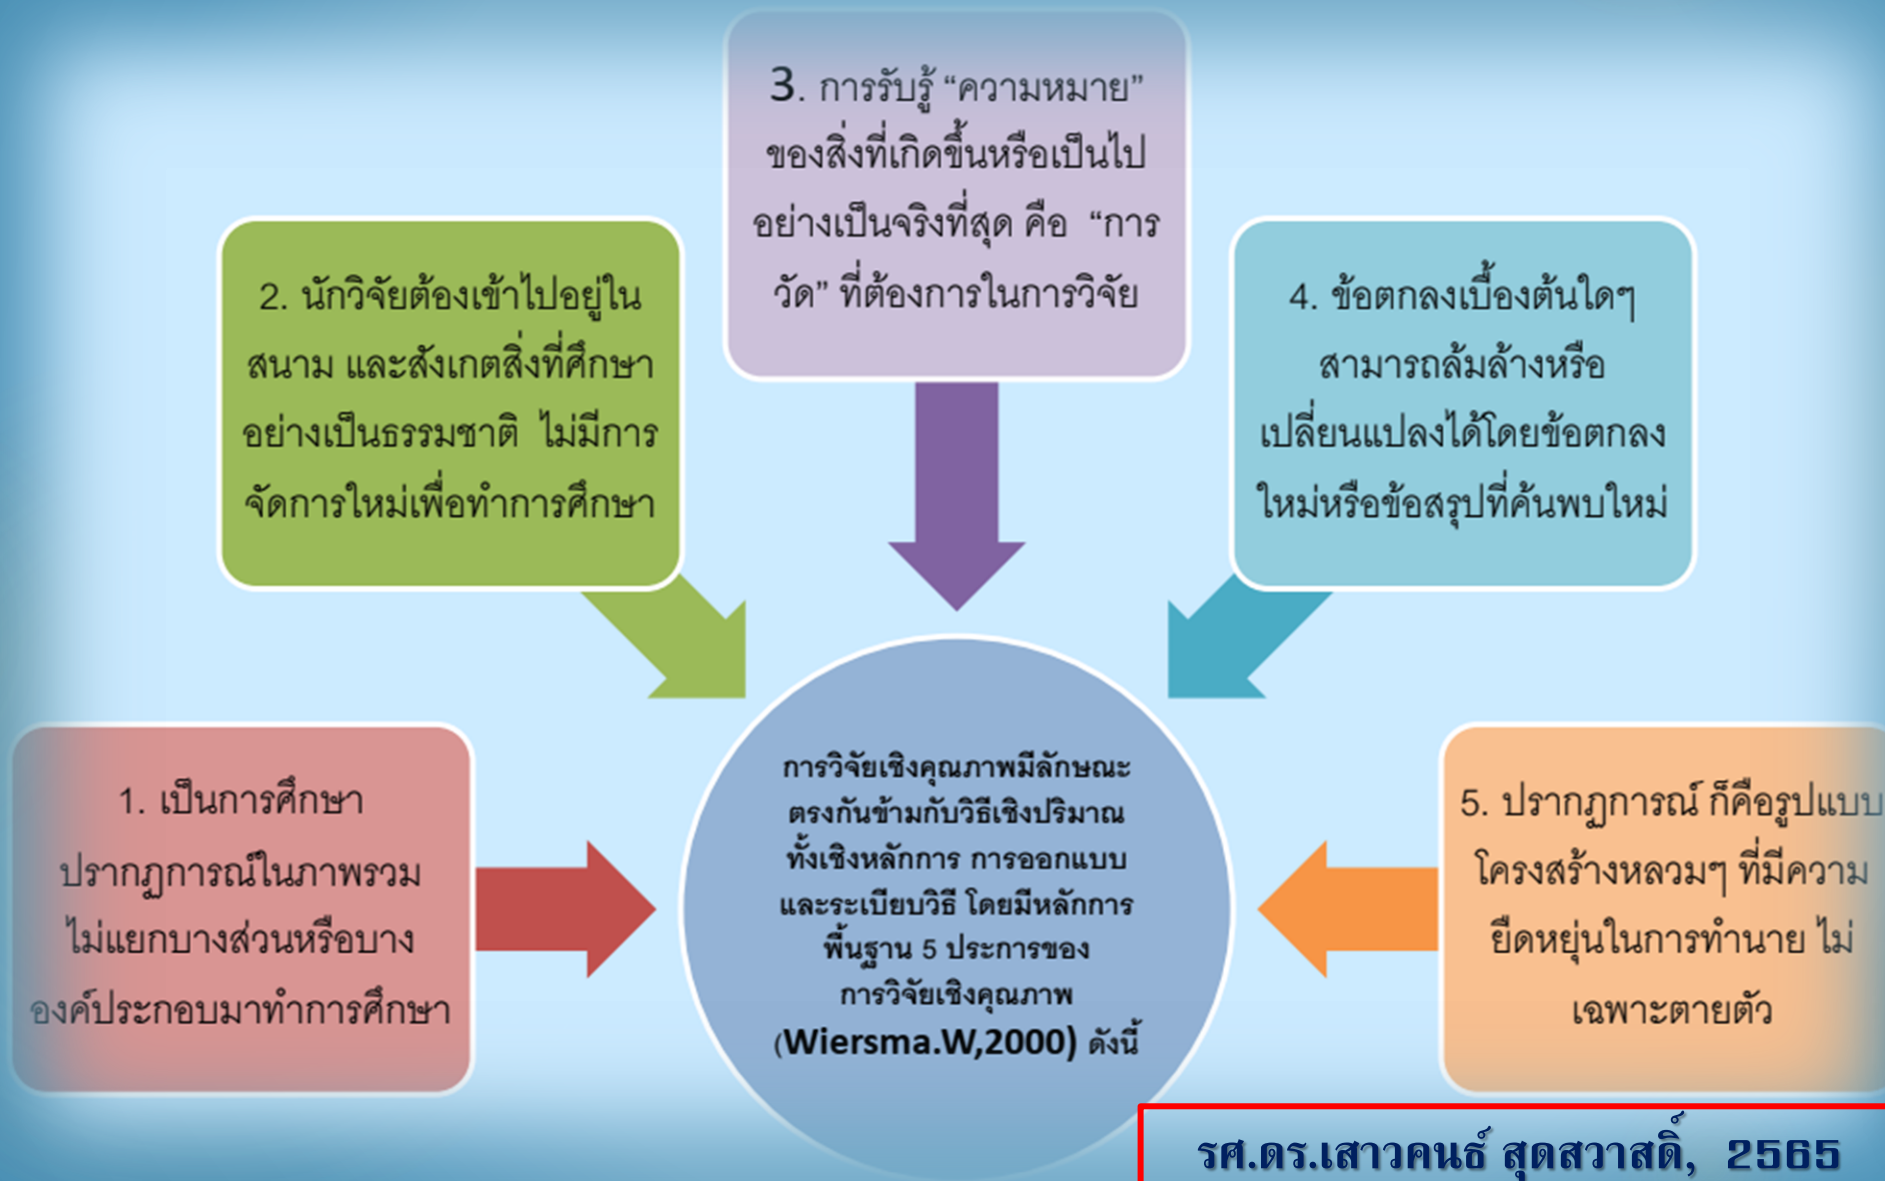 3. การรับรู้ “ความหมาย”
ของสิ่งที่เกิดขึ้นหรือเป็นไป
อย่างเป็นจริงที่สุด คือ “การ
วัด” ที่ต้องการในการวิจัย
2. นักวิจัยต้องเข้าไปอยู่ใน
สนาม และสังเกตสิ่งที่ศึกษา
อย่างเป็นธรรมชาติ ไม่มีการ
จัดการใหม่เพื่อทำการศึกษา
4. ข้อตกลงเบื้องต้นใดๆ
สามารถล้มล้างหรือ
เปลี่ยนแปลงได้โดยข้อตกลง
ใหม่หรือข้อสรุปที่ค้นพบใหม่
1. เป็นการศึกษา
ปรากฏการณ์ในภาพรวม
ไม่แยกบางส่วนหรือบาง
องค์ประกอบมาทำการศึกษา
การวิจัยเชิงคุณภาพมีลักษณะ
ตรงกันข้ามกับวิธีเชิงปริมาณ
ทั้งเชิงหลักการ การออกแบบ
และระเบียบวิธี โดยมีหลักการ
พื้นฐาน 5 ประการของ
การวิจัยเชิงคุณภาพ
(Wiersma.W,2000) ดังนี้
5. ปรากฏการณ์ ก็คือรูปแบบ
โครงสร้างหลวมๆ ที่มีความ
ยืดหยุ่นในการทำนาย ไม่
เฉพาะตายตัว
รศ.ดร.เสาวคนธ์ สุดสวาสดิ์, 2565